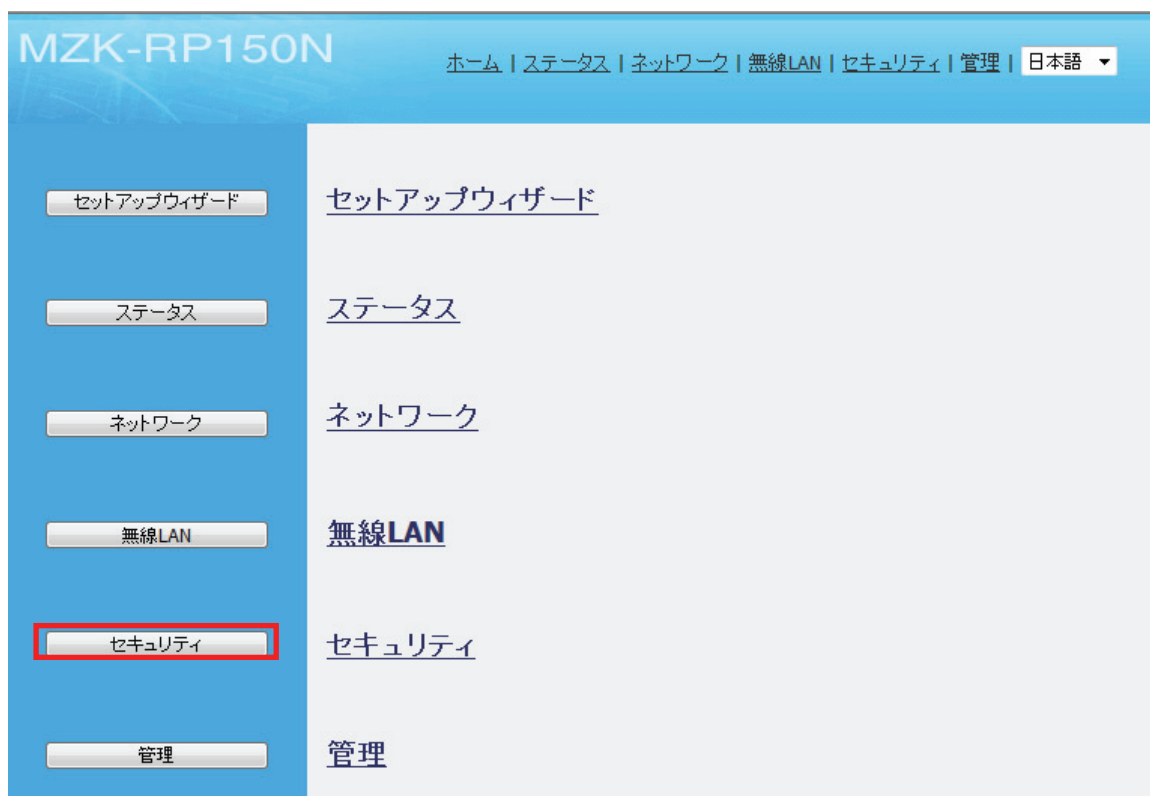 MZK-RP150N
ホーム | ステータス | ネットワーク | 無線LAN | セキュリティ | 管理 | 日本語
セットアップウィザード セットアップウィザード
ステータス ステータス
ネットワーク ネットワーク
無線LAN 無線LAN
セキュリティ セキュリティ
管理 管理